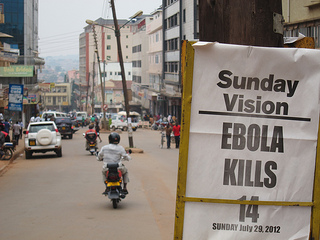 Sunday
Vision
EBOLA
KILLS
14
SUNDAY July 29, 2012